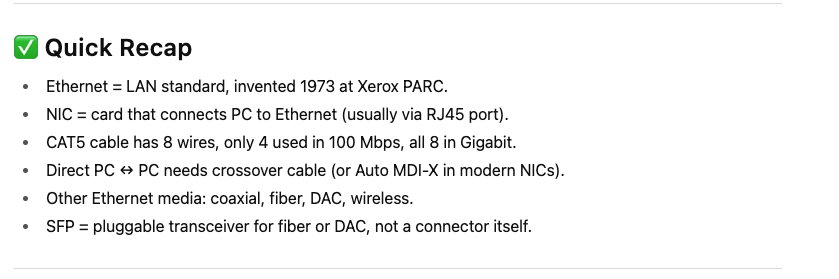 ✅ Quick Recap
• Ethernet = LAN standard, invented 1973 at Xerox PARC.
• NIC = card that connects PC to Ethernet (usually via RJ45 port).
• CAT5 cable has 8 wires, only 4 used in 100 Mbps, all 8 in Gigabit.
• Direct PC ↔ PC needs crossover cable (or Auto MDI-X in modern NICs).
• Other Ethernet media: coaxial, fiber, DAC, wireless.
• SFP = pluggable transceiver for fiber or DAC, not a connector itself.